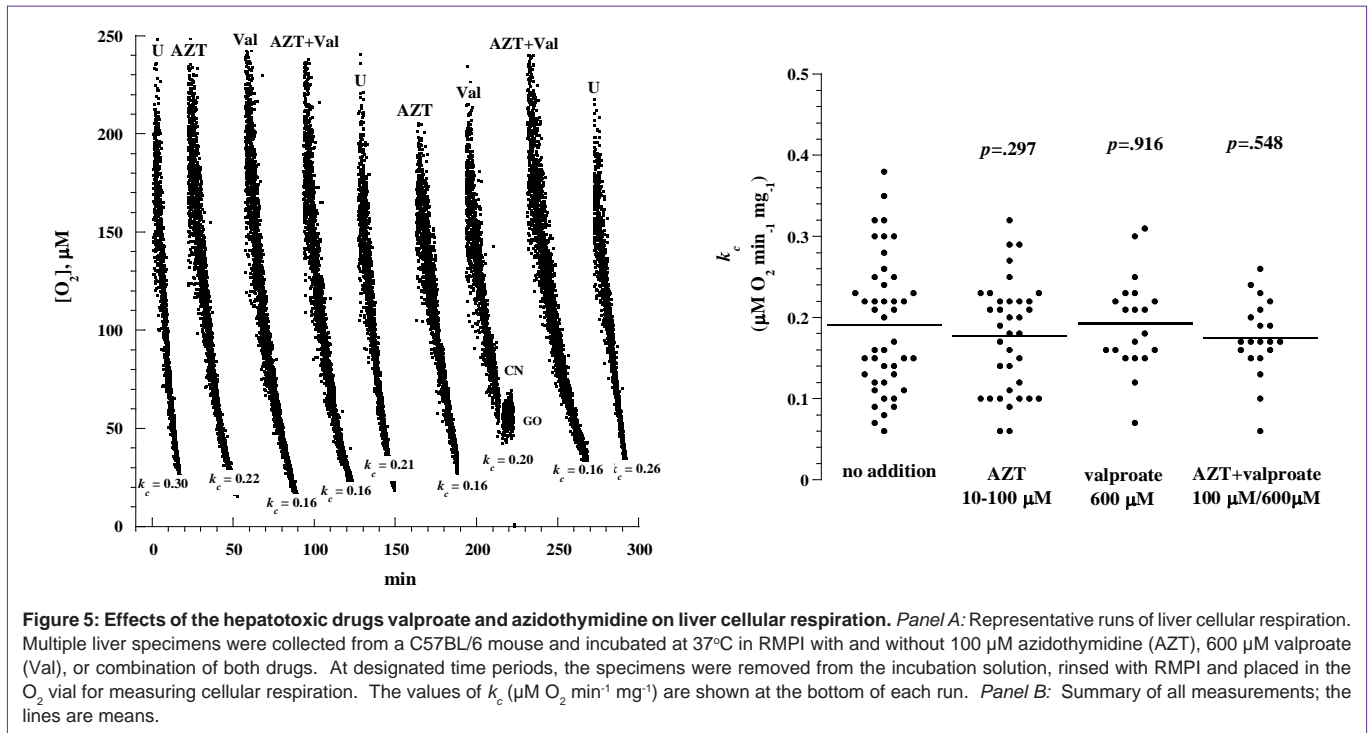 250
200
150
100
50
0
[O2], µM
U AZT Val AZT+Val U AZT Val AZT+Val U
CN
GO
kc = 0.30
kc = 0.22
kc = 0.16
kc = 0.16
kc = 0.21
kc = 0.16
kc = 0.20
kc = 0.16
kc = 0.26
0 50 100 150 200 250 300
min
0.5
0.4
0.3
0.2
0.1
0
kc
(µM O2 min-1 mg-1)
p=.297 p=.916 p=.548
no addition AZT valproate AZT+valproate
10-100 µM 600 µM 100 µM/600µM
Figure 5: Effects of the hepatotoxic drugs valproate and azidothymidine on liver cellular respiration. Panel A: Representative runs of liver cellular respiration.
Multiple liver specimens were collected from a C57BL/6 mouse and incubated at 37oC in RMPI with and without 100 µM azidothymidine (AZT), 600 µM valproate
(Val), or combination of both drugs. At designated time periods, the specimens were removed from the incubation solution, rinsed with RMPI and placed in the
O2 vial for measuring cellular respiration. The values of kc (µM O2 min-1 mg-1) are shown at the bottom of each run. Panel B: Summary of all measurements; the
lines are means.